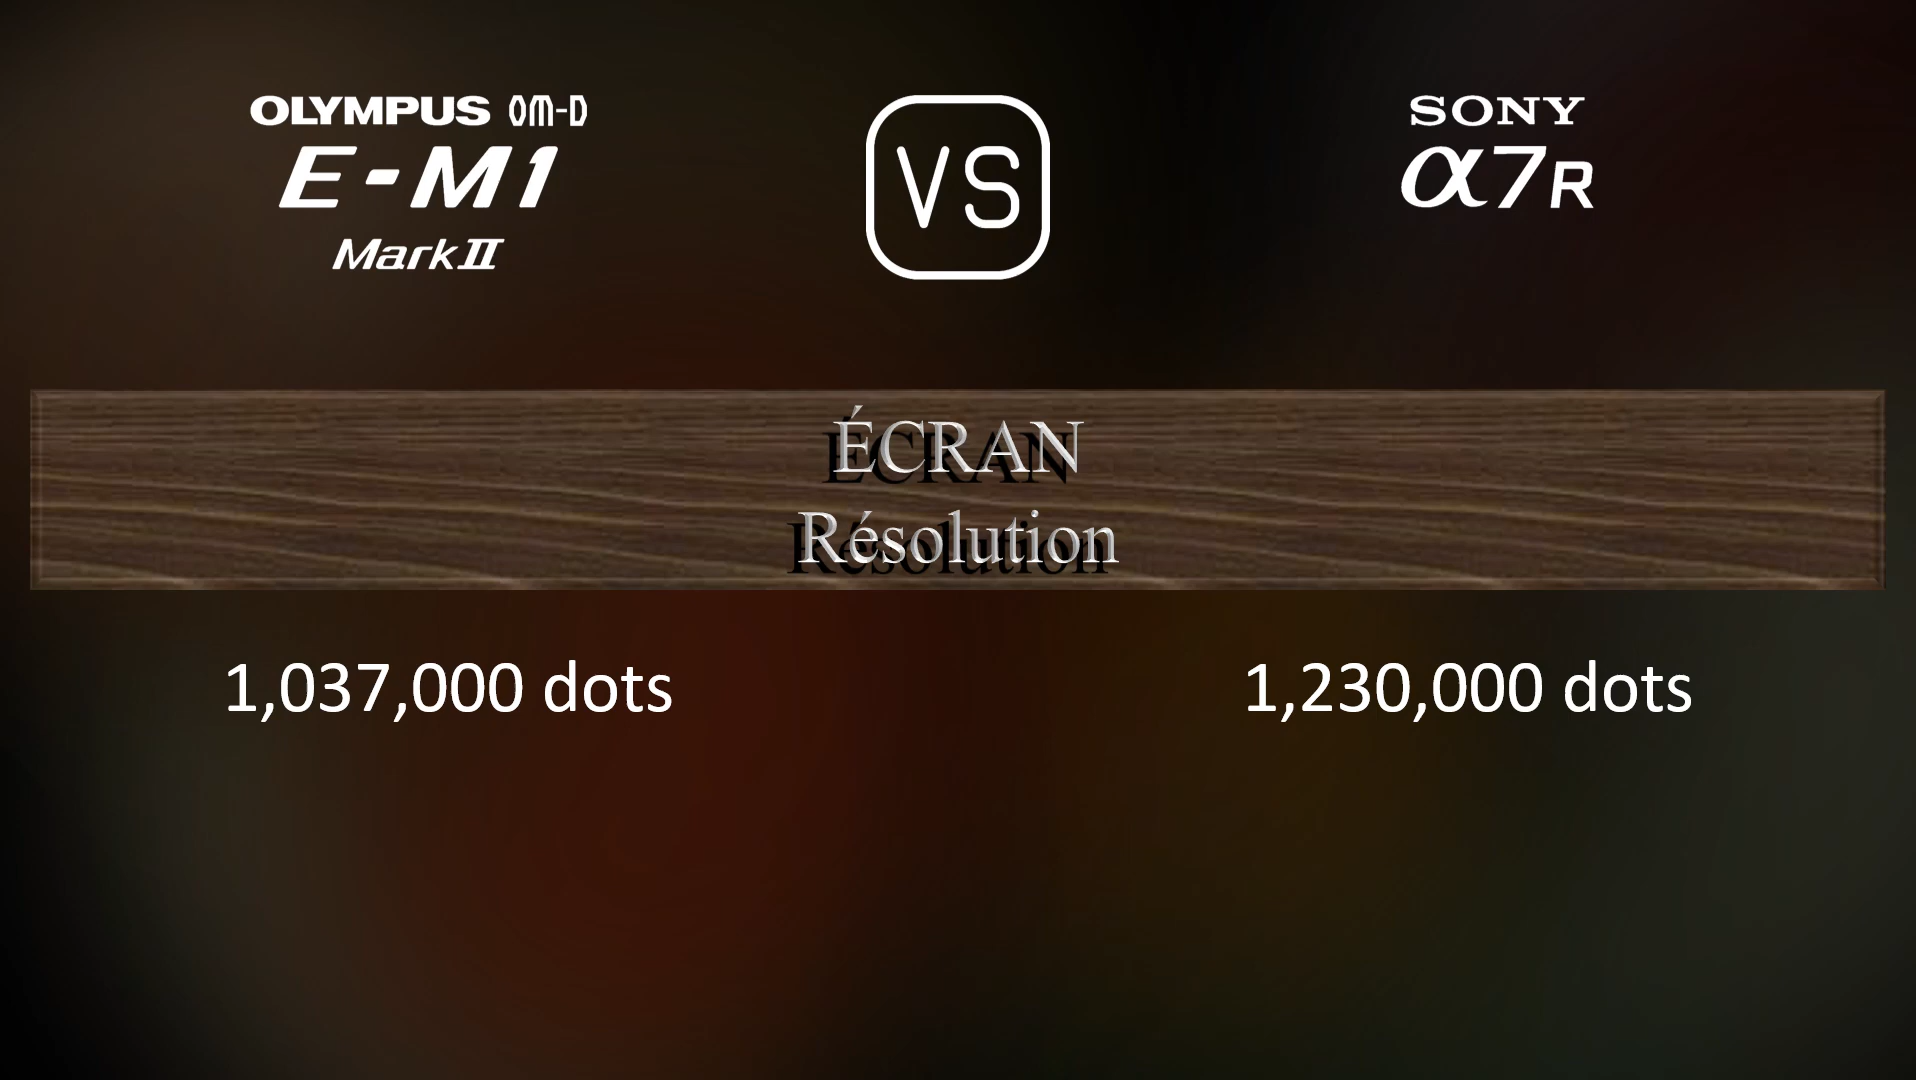 OLYMPUS OM-D
E-M1
Mark II
VS
SONY
α7R
ÉCRAN
Résolution
1,037,000 dots
1,230,000 dots